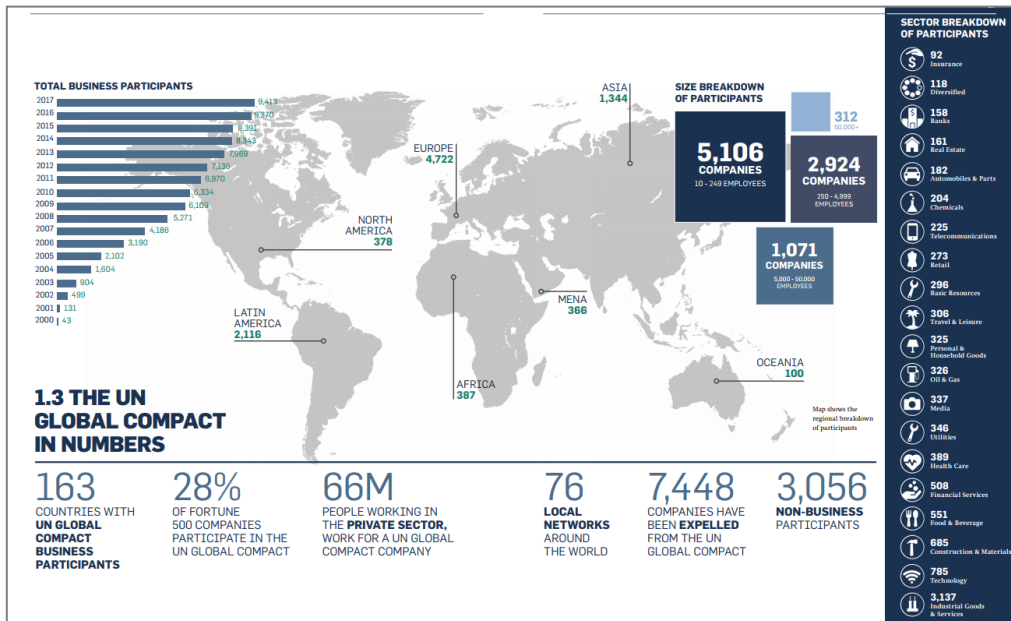 TOTAL BUSINESS PARTICIPANTS
2017 9,413
2016 9,270
2015 8,391
2014 8,343
2013 7,969
2012 7,135
2011 6,970
2010 6,334
2009 6,109
2008 5,271
2007 4,186
2006 3,190
2005 2,102
2004 1,604
2003 904
2002 499
2001 131
2000 43
ASIA
1,344
EUROPE
4,722
NORTH
AMERICA
378
MENA
366
LATIN
AMERICA
2,116
AFRICA
387
OCEANIA
100
Map shows the
regional breakdown
of participants
SIZE BREAKDOWN
OF PARTICIPANTS
5,106
COMPANIES
10 - 249 EMPLOYEES
312
50,000+
2,924
COMPANIES
250 - 4,999
EMPLOYEES
1,071
COMPANIES
5,000 - 50,000
EMPLOYEES
1.3 THE UN
GLOBAL COMPACT
IN NUMBERS
163
COUNTRIES WITH
UN GLOBAL
COMPACT
BUSINESS
PARTICIPANTS
28%
OF FORTUNE
500 COMPANIES
PARTICIPATE IN THE
UN GLOBAL COMPACT
66M
PEOPLE WORKING IN
THE PRIVATE SECTOR,
WORK FOR A UN GLOBAL
COMPACT COMPANY
76
LOCAL
NETWORKS
AROUND
THE WORLD
7,448
COMPANIES HAVE
BEEN EXPELLED
FROM THE UN
GLOBAL COMPACT
3,056
NON-BUSINESS
PARTICIPANTS
SECTOR BREAKDOWN
OF PARTICIPANTS
92
Insurance
118
Diversified
158
Banks
161
Real Estate
182
Automobiles & Parts
204
Chemicals
225
Telecommunications
273
Retail
296
Basic Resources
306
Travel & Leisure
325
Personal &
Household Goods
326
Oil & Gas
337
Media
346
Utilities
389
Health Care
508
Financial Services
551
Food & Beverage
685
Construction & Materials
785
Technology
3,137
Industrial Goods
& Services